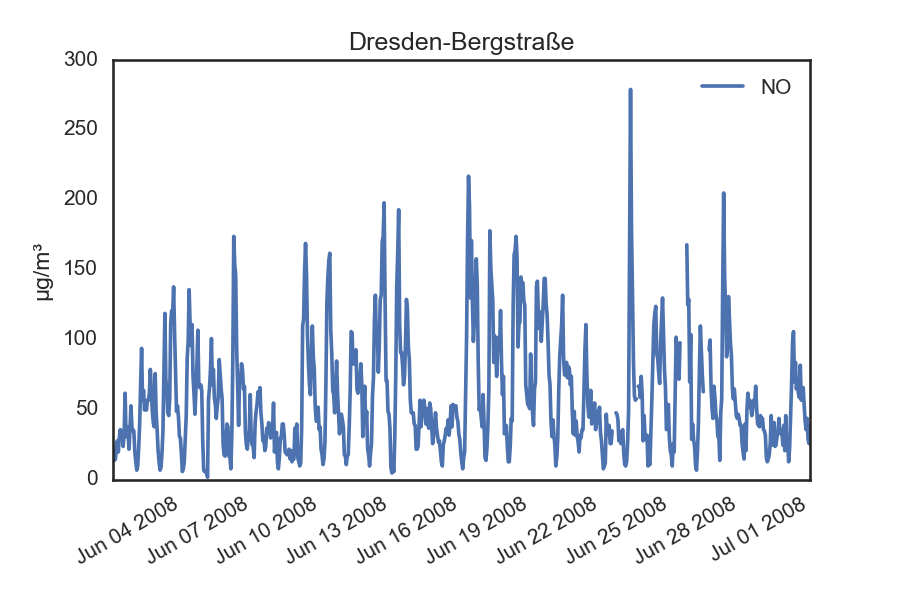 Dresden-Bergstraße
NO
µg/m³
300
250
200
150
100
50
0
Jun 04 2008
Jun 07 2008
Jun 10 2008
Jun 13 2008
Jun 16 2008
Jun 19 2008
Jun 22 2008
Jun 25 2008
Jun 28 2008
Jul 01 2008